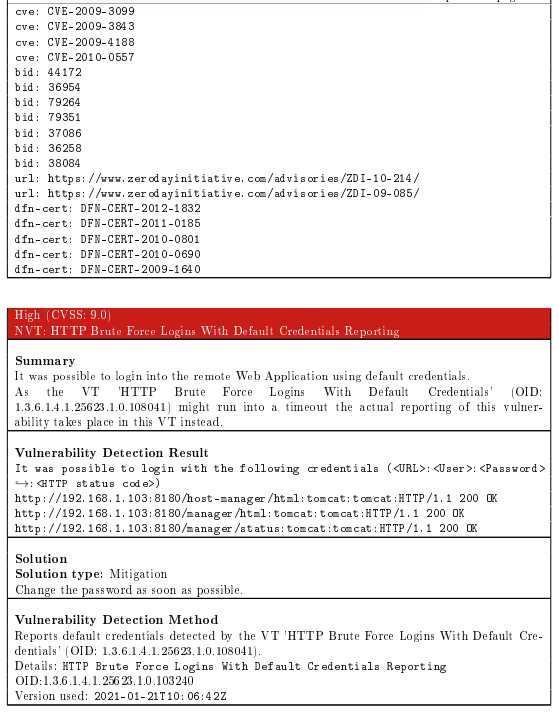 cve: CVE-2009-3099
cve: CVE-2009-3843
cve: CVE-2009-4188
cve: CVE-2010-0557
bid: 44172
bid: 36954
bid: 79264
bid: 79351
bid: 37086
bid: 36258
bid: 38084
url: https://www.zerodayinitiative.com/advisories/ZDI-10-214/
url: https://www.zerodayinitiative.com/advisories/ZDI-09-085/
dfn-cert: DFN-CERT-2012-1832
dfn-cert: DFN-CERT-2011-0185
dfn-cert: DFN-CERT-2010-0801
dfn-cert: DFN-CERT-2010-0690
dfn-cert: DFN-CERT-2009-1640
High (CVSS: 9.0)
NVT: HTTP Brute Force Logins With Default Credentials Reporting
Summary
It was possible to login into the remote Web Application using default credentials.
As the VT 'HTTP Brute Force Logins With Default Credentials' (OID:
1.3.6.1.4.1.25623.1.0.108041) might run into a timeout the actual reporting of this vulner-
ability takes place in this VT instead.
Vulnerability Detection Result
It was possible to login with the following credentials (<URL>:<User>:<Password>
↪:<HTTP status code>)
http://192.168.1.103:8180/host-manager/html:tomcat:tomcat:HTTP/1.1 200 OK
http://192.168.1.103:8180/manager/html:tomcat:tomcat:HTTP/1.1 200 OK
http://192.168.1.103:8180/manager/status:tomcat:tomcat:HTTP/1.1 200 OK
Solution
Solution type: Mitigation
Change the password as soon as possible.
Vulnerability Detection Method
Reports default credentials detected by the VT 'HTTP Brute Force Logins With Default Cre-
dentials' (OID: 1.3.6.1.4.1.25623.1.0.108041).
Details: HTTP Brute Force Logins With Default Credentials Reporting
OID:1.3.6.1.4.1.25623.1.0.103240
Version used: 2021-01-21T10:06:42Z